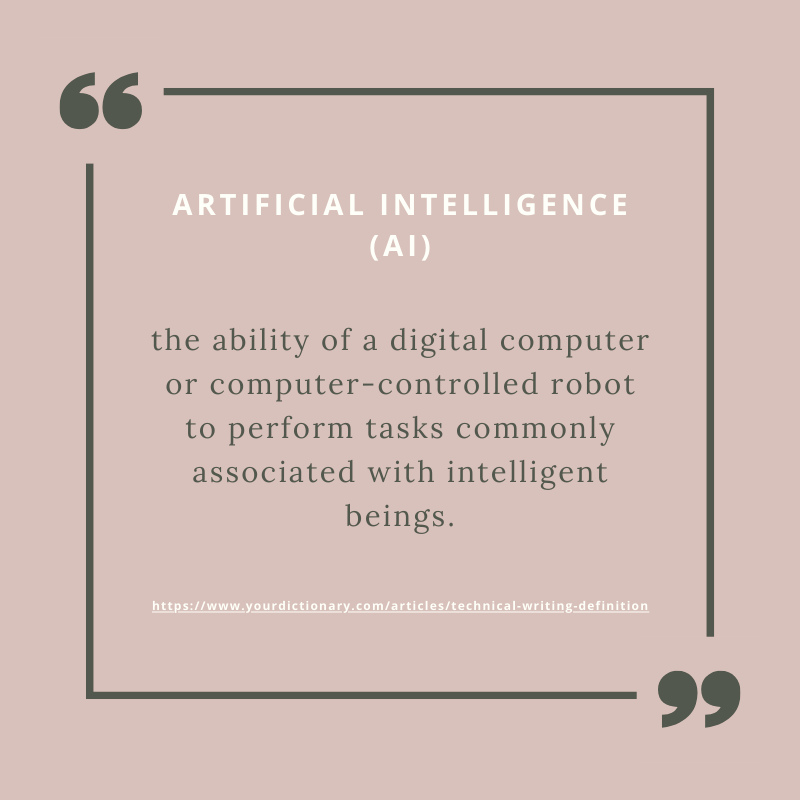 ARTIFICIAL INTELLIGENCE
(AI)
the ability of a digital computer
or computer-controlled robot
to perform tasks commonly
associated with intelligent
beings.
https://www.yourdictionary.com/articles/technical-writing-definition